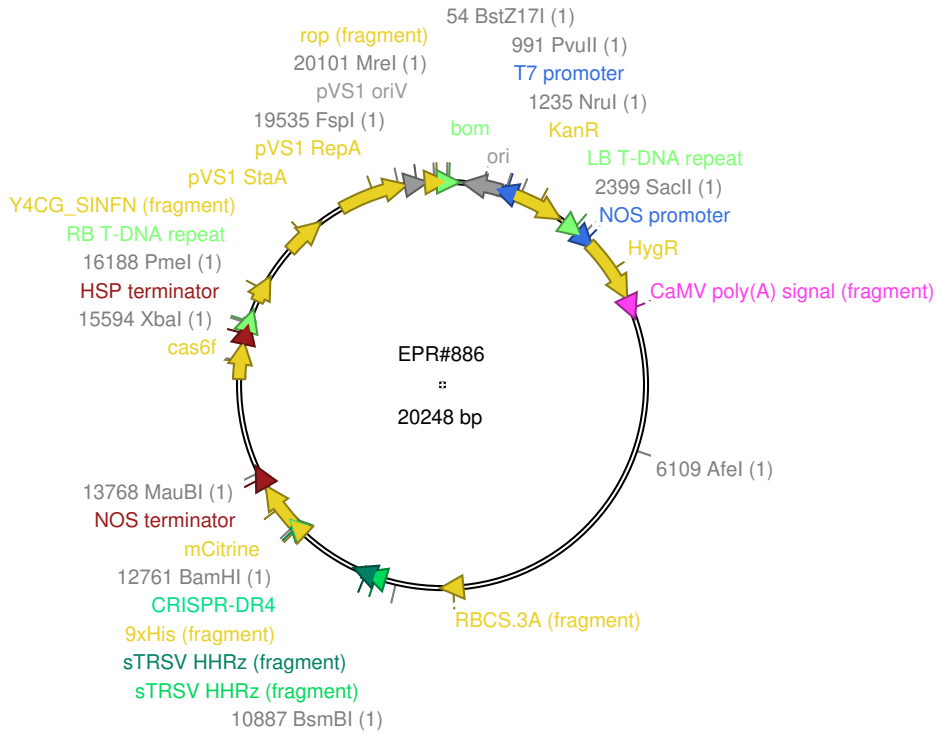 54 BstZ17I (1)
rop (fragment)
991 PvuII (1)
20101 MreI (1)
T7 promoter
pVS1 oriV
1235 NruI (1)
19535 FspI (1)
bom
KanR
pVS1 RepA
ori
LB T-DNA repeat
pVS1 StaA
2399 SacII (1)
Y4CG_SINFN (fragment)
NOS promoter
RB T-DNA repeat
HygR
16188 PmeI (1)
HSP terminator
CaMV poly(A) signal (fragment)
15594 XbaI (1)
cas6f
EPR#886
20248 bp
6109 AfeI (1)
13768 MauBI (1)
NOS terminator
mCitrine
12761 BamHI (1)
CRISPR-DR4
RBCS.3A (fragment)
9xHis (fragment)
sTRSV HHRz (fragment)
sTRSV HHRz (fragment)
10887 BsmBI (1)